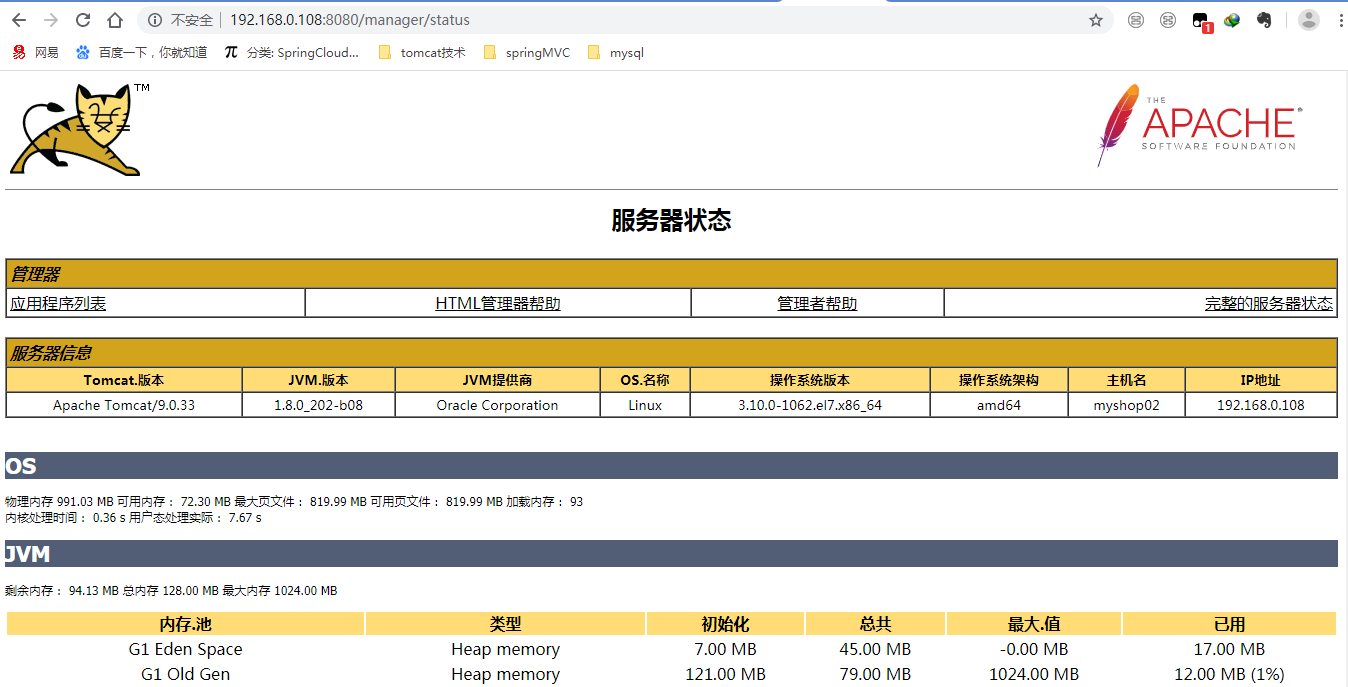 不安全 192.168.0.108:8080/manager/status
1
网易 百度一下，你就知道 分类: SpringCloud... tomcat技术 springMVC mysql
TM
THE
APACHE®
SOFTWARE FOUNDATION
服务器状态
管理器
应用程序列表 HTML管理器帮助 管理者帮助 完整的服务器状态
服务器信息
Tomcat.版本 JVM.版本 JVM提供商 OS.名称 操作系统版本 操作系统架构 主机名 IP地址
Apache Tomcat/9.0.33 1.8.0_202-b08 Oracle Corporation Linux 3.10.0-1062.el7.x86_64 amd64 myshop02 192.168.0.108
OS
物理内存 991.03 MB 可用内存： 72.30 MB 最大页文件： 819.99 MB 可用页文件： 819.99 MB 加载内存： 93
内核处理时间： 0.36 s 用户态处理实际： 7.67 s
JVM
剩余内存： 94.13 MB 总内存 128.00 MB 最大内存 1024.00 MB
内存.池 类型 初始化 总共 最大.值 已用
G1 Eden Space Heap memory 7.00 MB 45.00 MB -0.00 MB 17.00 MB
G1 Old Gen Heap memory 121.00 MB 79.00 MB 1024.00 MB 12.00 MB (1%)